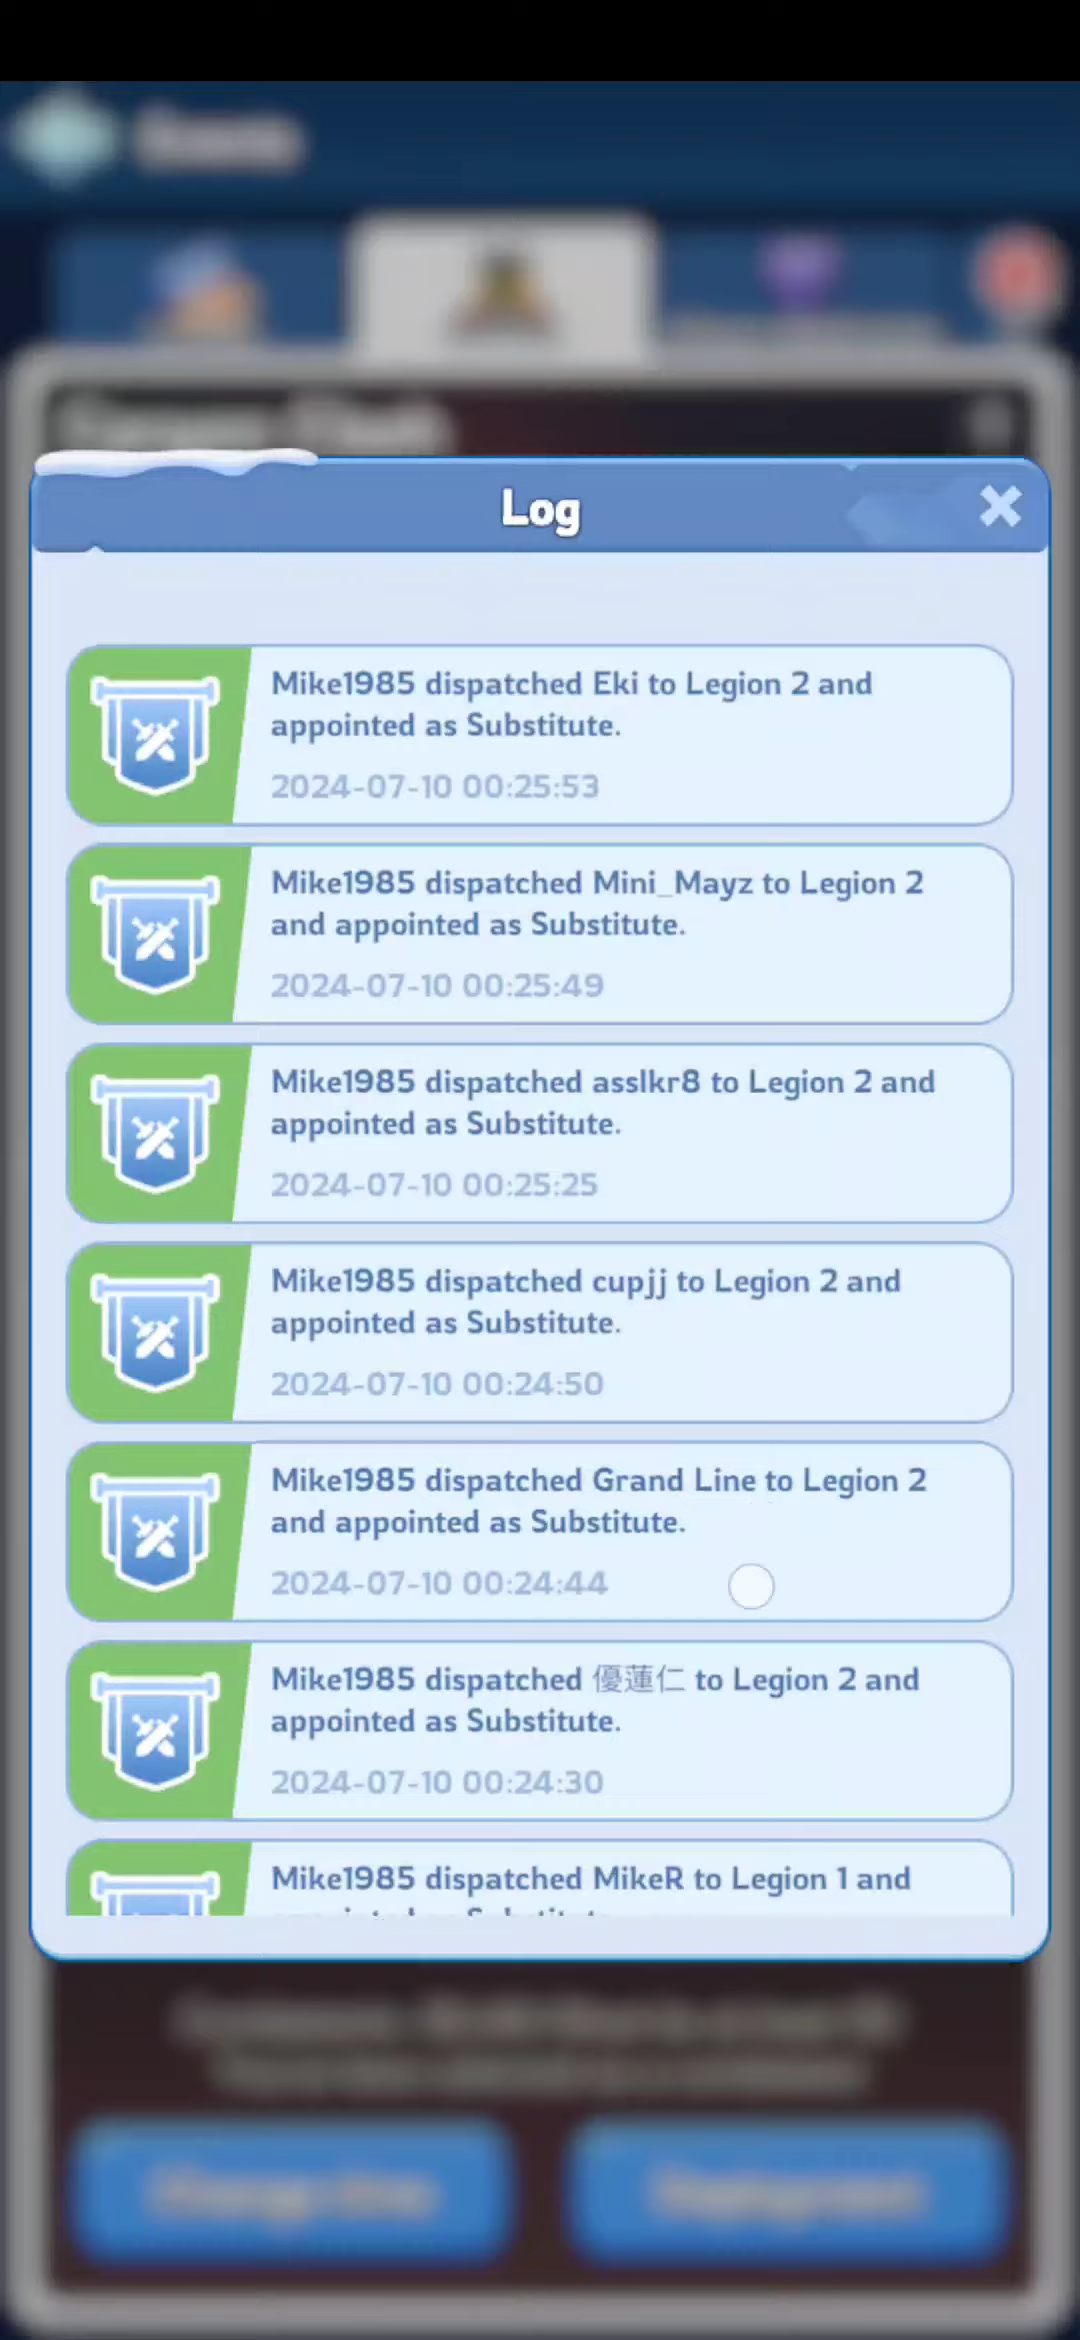 Log
Mike1985 dispatched Eki to Legion 2 and
appointed as Substitute.
2024-07-10 00:25:53
Mike1985 dispatched Mini_Mayz to Legion 2
and appointed as Substitute.
2024-07-10 00:25:49
Mike1985 dispatched asslkr8 to Legion 2 and
appointed as Substitute.
2024-07-10 00:25:25
Mike1985 dispatched cupjj to Legion 2 and
appointed as Substitute.
2024-07-10 00:24:50
Mike1985 dispatched Grand Line to Legion 2
and appointed as Substitute.
2024-07-10 00:24:44
Mike1985 dispatched 優蓮仁 to Legion 2 and
appointed as Substitute.
2024-07-10 00:24:30
Mike1985 dispatched MikeR to Legion 1 and